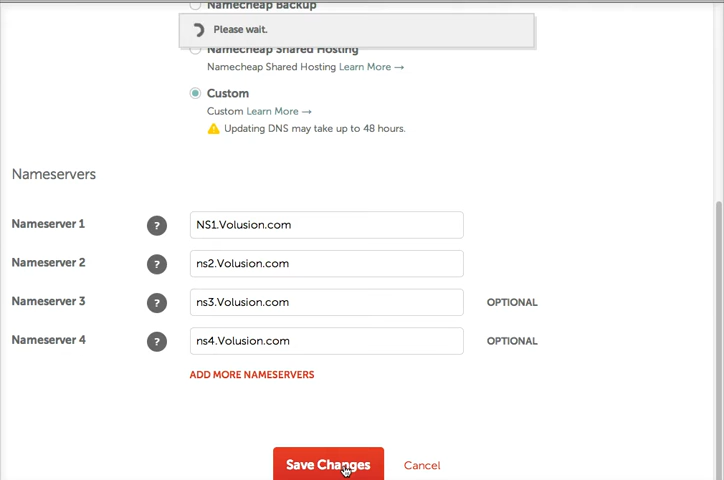 Namecheap Backup
Please wait.
Namecheap Shared Hosting
Namecheap Shared Hosting Learn More →
Custom
Custom Learn More →
Updating DNS may take up to 48 hours.
Nameservers
Nameserver 1 ? NS1.Volusion.com
Nameserver 2 ? ns2.Volusion.com
Nameserver 3 ? ns3.Volusion.com OPTIONAL
Nameserver 4 ? ns4.Volusion.com OPTIONAL
ADD MORE NAMESERVERS
Save Changes Cancel